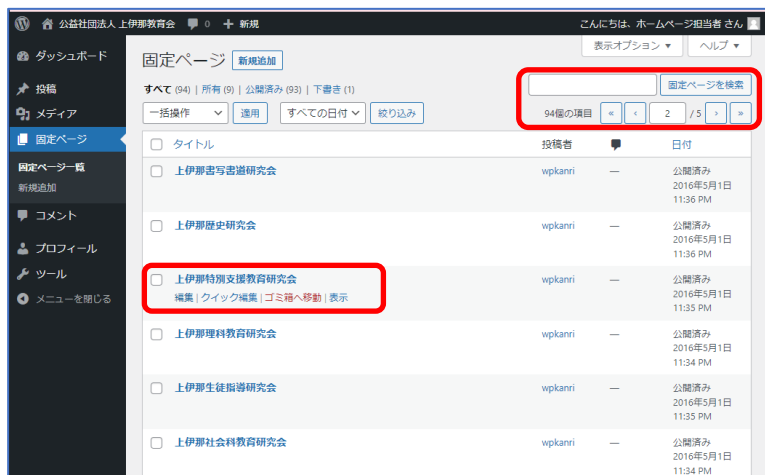 公益社団法人 上伊那教育会 0 + 新規 こんにちは、ホームページ担当者 さん
ダッシュボード
投稿
メディア
固定ページ
固定ページ一覧
新規追加
コメント
プロフィール
ツール
メニューを閉じる
表示オプション ▼ ヘルプ ▼
固定ページ 新規追加
すべて (94) | 所有 (9) | 公開済み (93) | 下書き (1)
固定ページを検索
一括操作 適用 すべての日付 絞り込み 94個の項目 « ‹ 2 / 5 › »
タイトル 投稿者 日付
上伊那書写書道研究会 wpkanri — 公開済み
2016年5月1日
11:36 PM
上伊那歴史研究会 wpkanri — 公開済み
2016年5月1日
11:36 PM
上伊那特別支援教育研究会 wpkanri — 公開済み
編集 | クイック編集 | ゴミ箱へ移動 | 表示 2016年5月1日
11:35 PM
上伊那理科教育研究会 wpkanri — 公開済み
2016年5月1日
11:34 PM
上伊那生徒指導研究会 wpkanri — 公開済み
2016年5月1日
11:35 PM
上伊那社会科教育研究会 wpkanri — 公開済み
2016年5月1日
11:34 PM